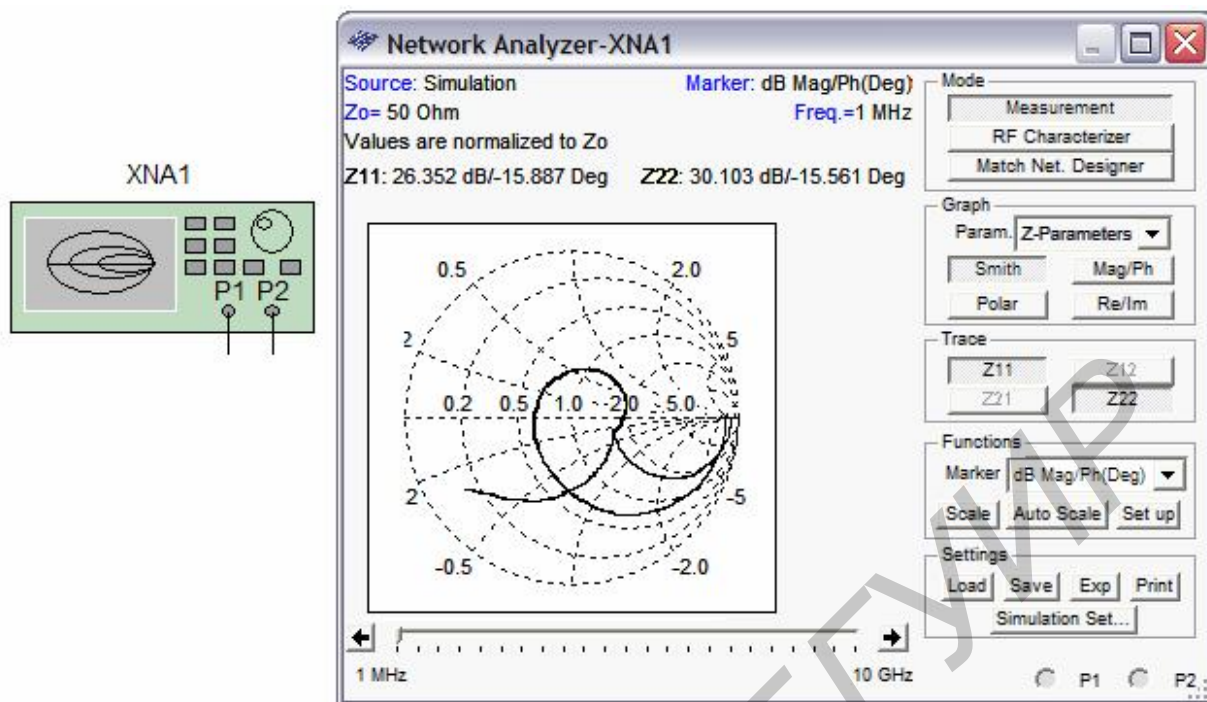 XNA1
P1 P2
Network Analyzer-XNA1
Source: Simulation Marker: dB Mag/Ph(Deg)
Zo= 50 Ohm Freq.=1 MHz
Values are normalized to Zo
Z11: 26.352 dB/-15.887 Deg Z22: 30.103 dB/-15.561 Deg
0.5 2.0
2 5
0.2 0.5 1.0 2.0 5.0
2 -5
-0.5 -2.0
1 MHz 10 GHz
Mode
Measurement
RF Characterizer
Match Net. Designer
Graph
Param. Z-Parameters
Smith Mag/Ph
Polar Re/Im
Trace
Z11 Z12
Z21 Z22
Functions
Marker dB Mag/Ph(Deg)
Scale Auto Scale Set up
Settings
Load Save Exp Print
Simulation Set...
P1 P2
ГУИР